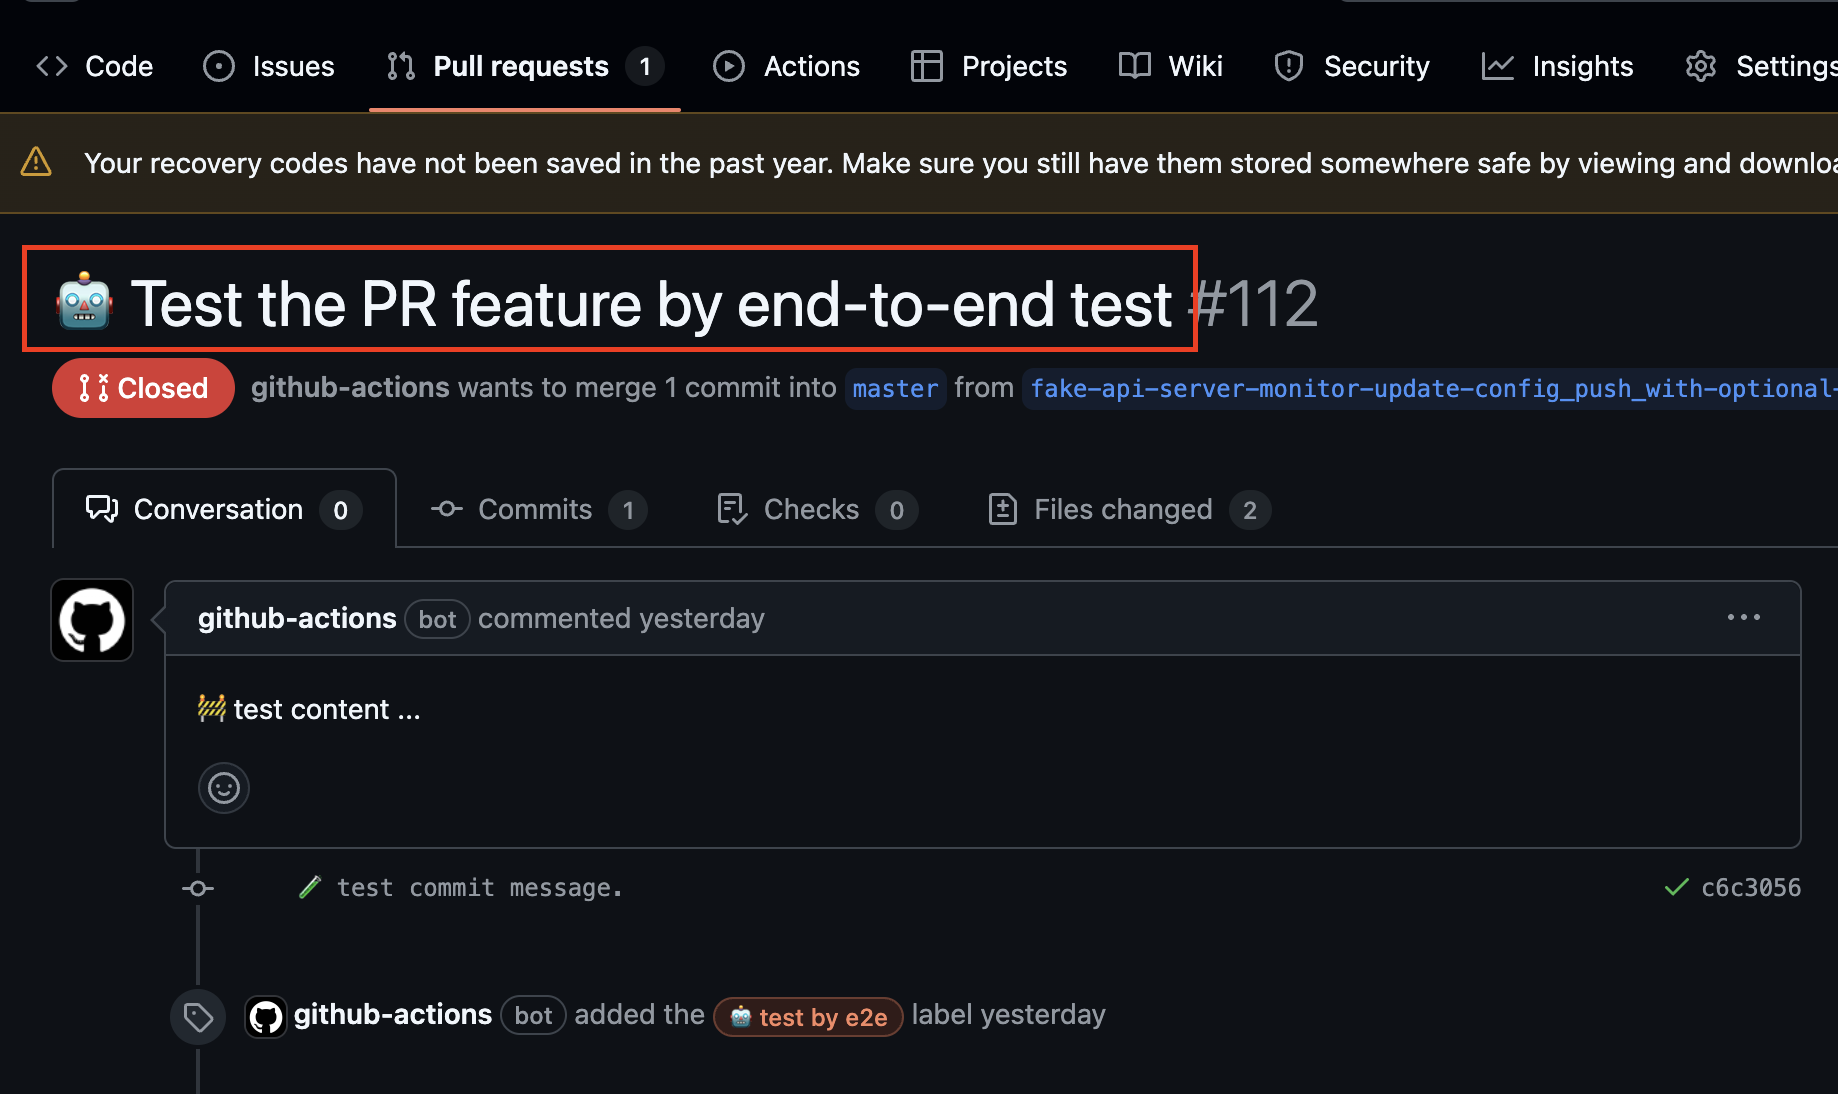 Code Issues Pull requests 1 Actions Projects Wiki Security Insights Settings
Your recovery codes have not been saved in the past year. Make sure you still have them stored somewhere safe by viewing and downloa
🤖 Test the PR feature by end-to-end test #112
Closed github-actions wants to merge 1 commit into master from fake-api-server-monitor-update-config_push_with-optional-
Conversation 0 Commits 1 Checks 0 Files changed 2
github-actions bot commented yesterday
🚧 test content ...
🧪 test commit message. c6c3056
github-actions bot added the 🤖 test by e2e label yesterday